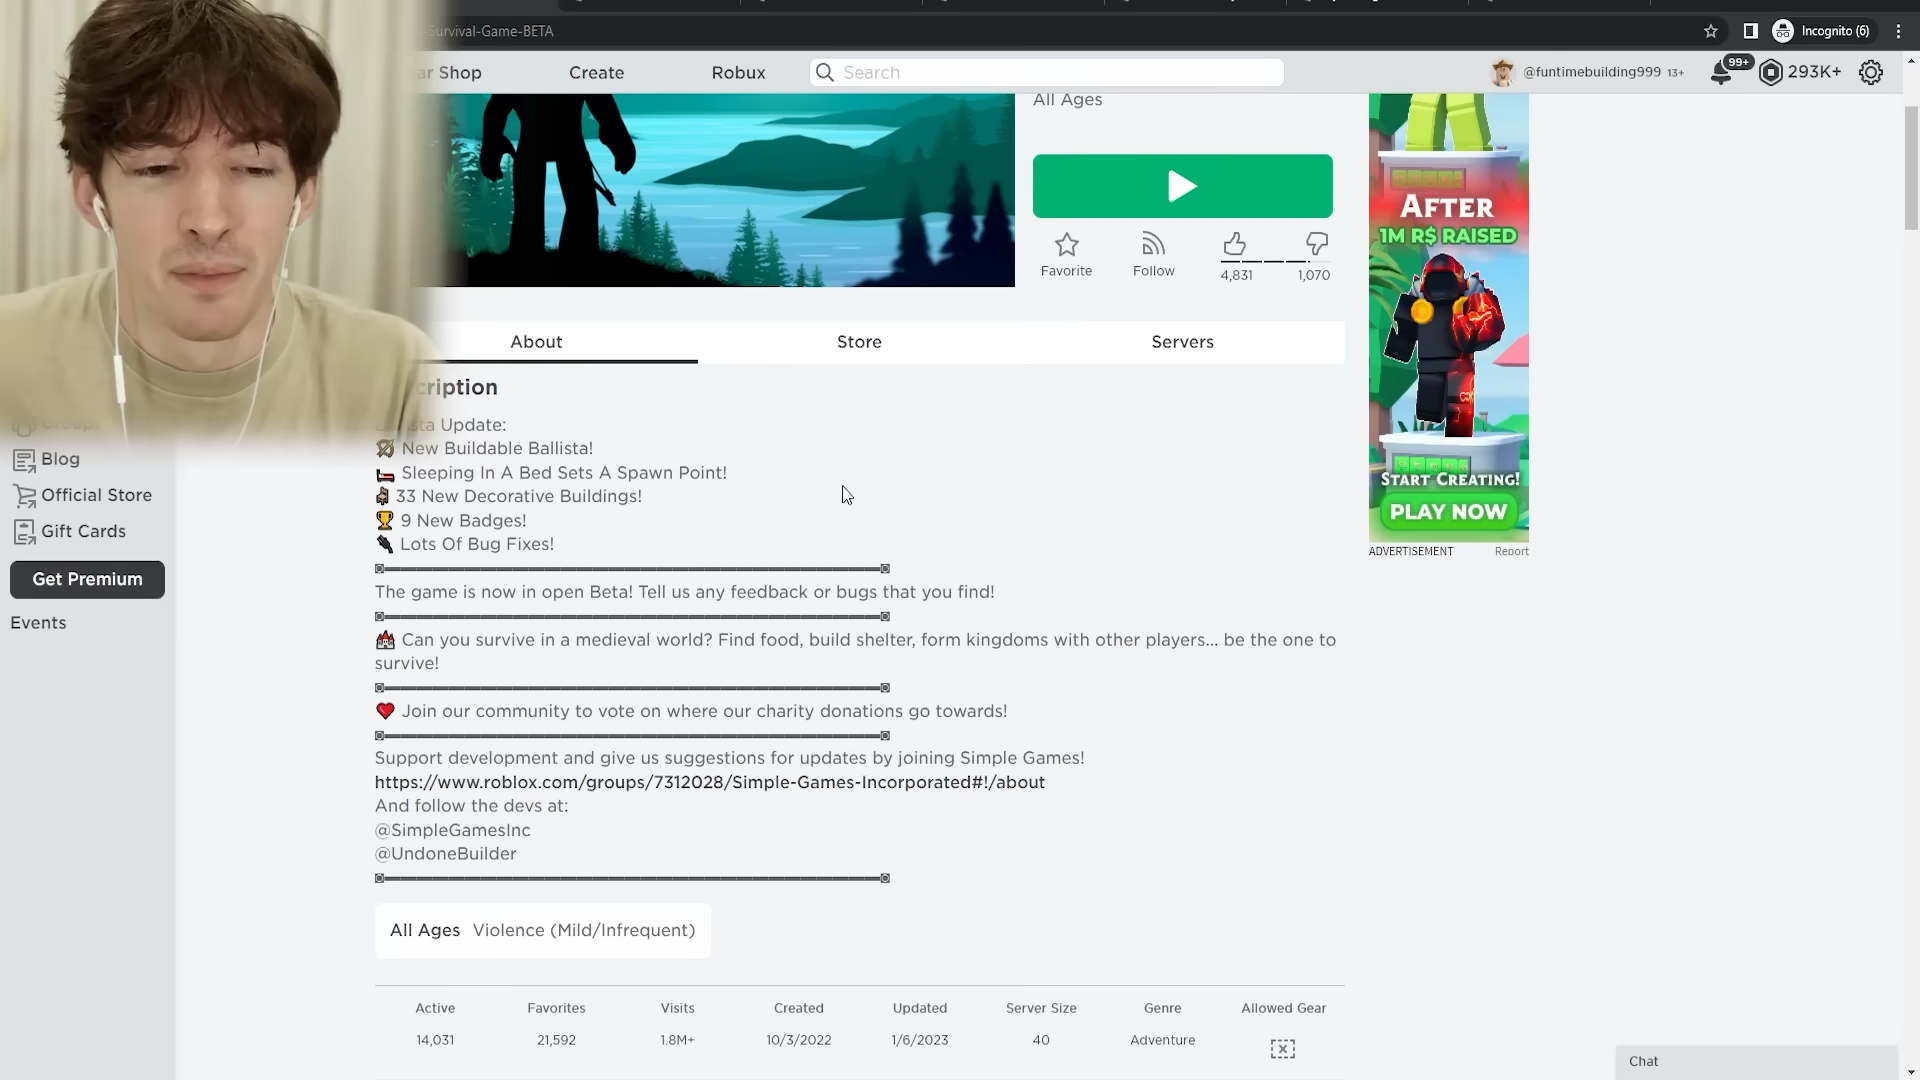 Survival-Game-BETA
Incognito (6)
ar Shop
Create
Robux
Search
@funtimebuilding999 13+
99+
293K+
All Ages
Favorite
Follow
4,831
1,070
AFTER
1M R$ RAISED
START CREATING!
PLAY NOW
ADVERTISEMENT
Report
About
Store
Servers
cription
sta Update:
New Buildable Ballista!
Sleeping In A Bed Sets A Spawn Point!
33 New Decorative Buildings!
9 New Badges!
Lots Of Bug Fixes!
The game is now in open Beta! Tell us any feedback or bugs that you find!
Can you survive in a medieval world? Find food, build shelter, form kingdoms with other players... be the one to
survive!
Join our community to vote on where our charity donations go towards!
Support development and give us suggestions for updates by joining Simple Games!
https://www.roblox.com/groups/7312028/Simple-Games-Incorporated#!/about
And follow the devs at:
@SimpleGamesInc
@UndoneBuilder
Groups
Blog
Official Store
Gift Cards
Get Premium
Events
All Ages Violence (Mild/Infrequent)
Active Favorites Visits Created Updated Server Size Genre Allowed Gear
14,031 21,592 1.8M+ 10/3/2022 1/6/2023 40 Adventure
Chat